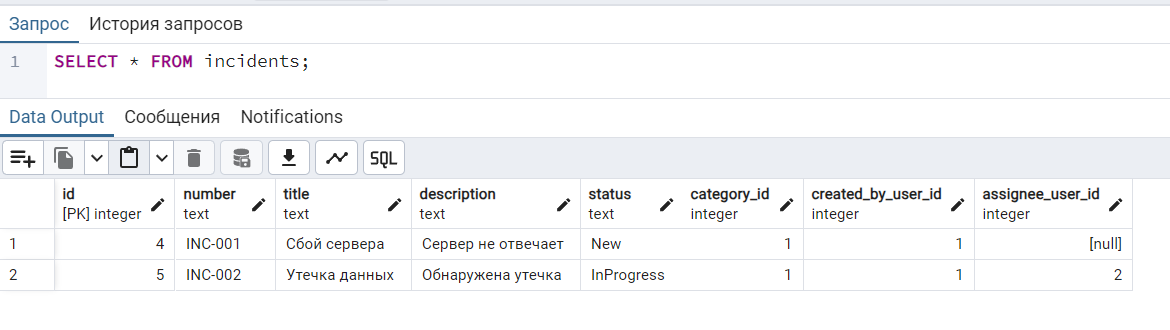 Запрос История запросов
1 SELECT * FROM incidents;
Data Output Сообщения Notifications
SQL
id number title description status category_id created_by_user_id assignee_user_id
[PK] integer text text text text integer integer integer
1 4 INC-001 Сбой сервера Сервер не отвечает New 1 1 [null]
2 5 INC-002 Утечка данных Обнаружена утечка InProgress 1 1 2